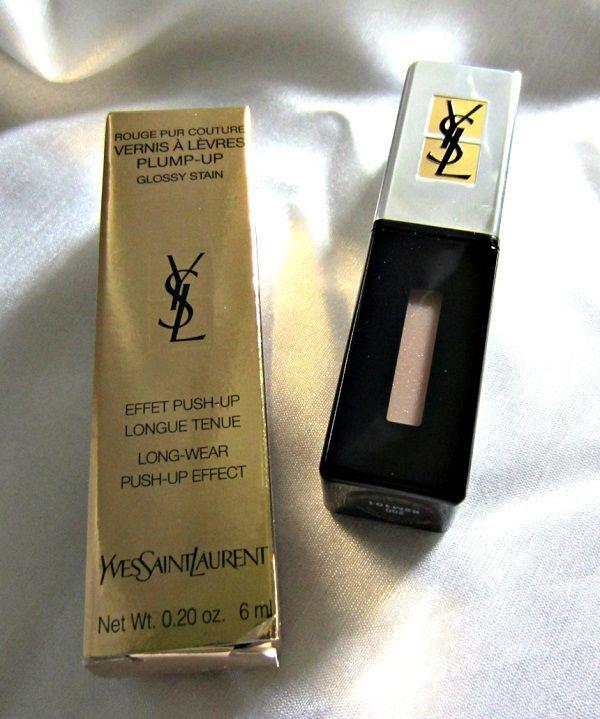 ROUGE PUR COUTURE
VERNIS À LÈVRES
PLUMP-UP
GLOSSY STAIN
YSL
EFFET PUSH-UP
LONGUE TENUE
LONG-WEAR
PUSH-UP EFFECT
YVESSAINTLAURENT
Net Wt. 0.20 oz. 6 ml
YSL